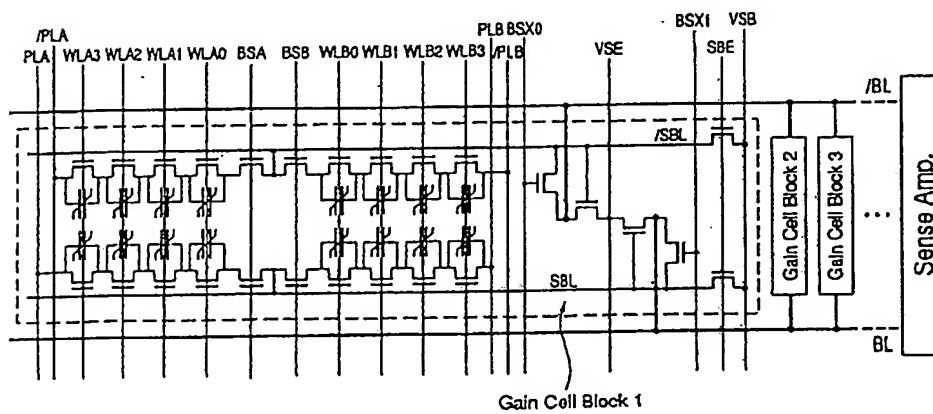 /PLA
PLA WLA3 WLA2 WLA1 WLA0 BSA BSB WLB0 WLB1 WLB2 WLB3
PLB
/PLB
BSX0
VSE
BSX1
SBE
VSB
/BL
/SBL
SBL
BL
Gain Cell Block 2
Gain Cell Block 3
...
Sense Amp.
Gain Cell Block 1